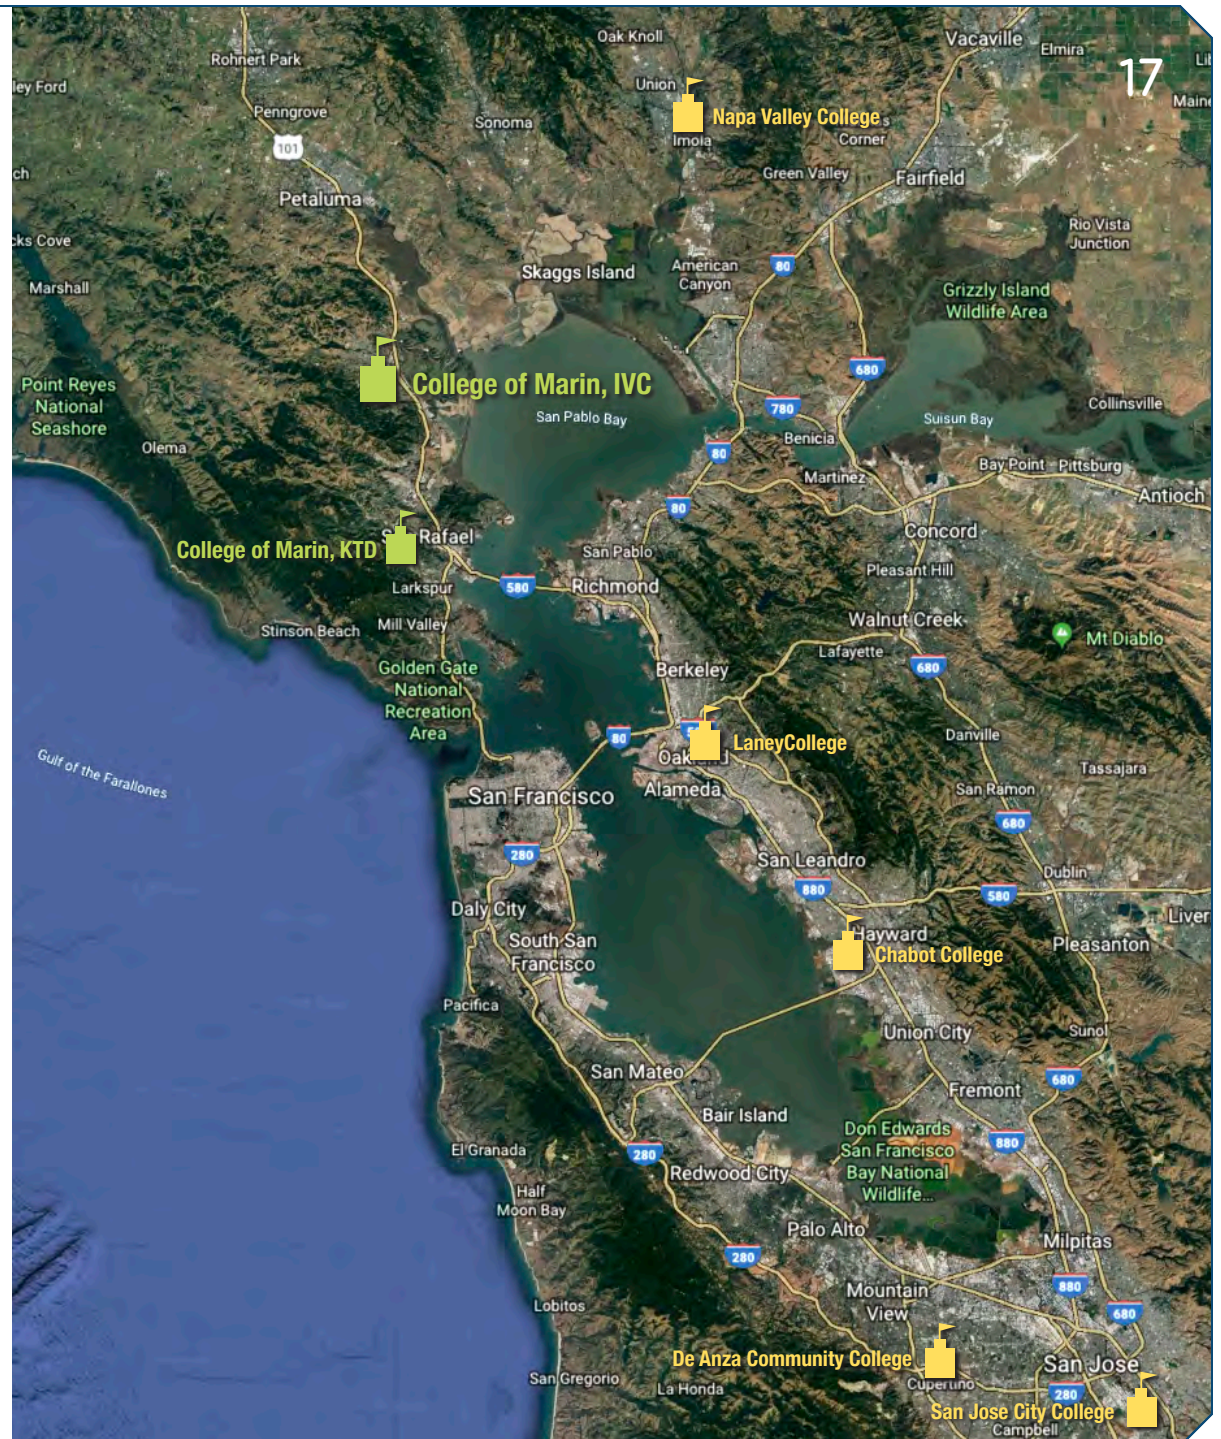 Oak Knoll
Vacaville
Elmira
Rohnert Park
17
ley Ford
Union
Penngrove
Sonoma
Napa Valley College
Maine
101
Imola
Corner
ch
Green Valley
Fairfield
Petaluma
Rio Vista
Junction
cks Cove
Skaggs Island
American
Canyon
80
Marshall
Grizzly Island
Wildlife Area
680
Point Reyes
National
Seashore
College of Marin, IVC
San Pablo Bay
780
Collinsville
Suisun Bay
Olema
Benicia
80
Martinez
Bay Point
Pittsburg
Antioch
80
Rafael
Concord
College of Marin, KTD
San Pablo
Pleasant Hill
Larkspur
580
Richmond
Stinson Beach
Mill Valley
Walnut Creek
Mt Diablo
Lafayette
680
Golden Gate
National
Recreation
Area
Berkeley
80
LaneyCollege
Danville
Gulf of the Farallones
Oakland
Tassajara
San Francisco
Alameda
San Ramon
680
280
San Leandro
Dublin
880
580
Daly City
Liver
Hayward
Pleasanton
South San
Francisco
Chabot College
Pacifica
Union City
Sunol
San Mateo
680
Fremont
Bair Island
Don Edwards
San Francisco
Bay National
Wildlife...
880
El Granada
280
Redwood City
Half
Moon Bay
Palo Alto
Milpitas
280
Mountain
View
880
Lobitos
680
De Anza Community College
San Jose
San Gregorio
La Honda
Cupertino
280
San Jose City College
Campbell